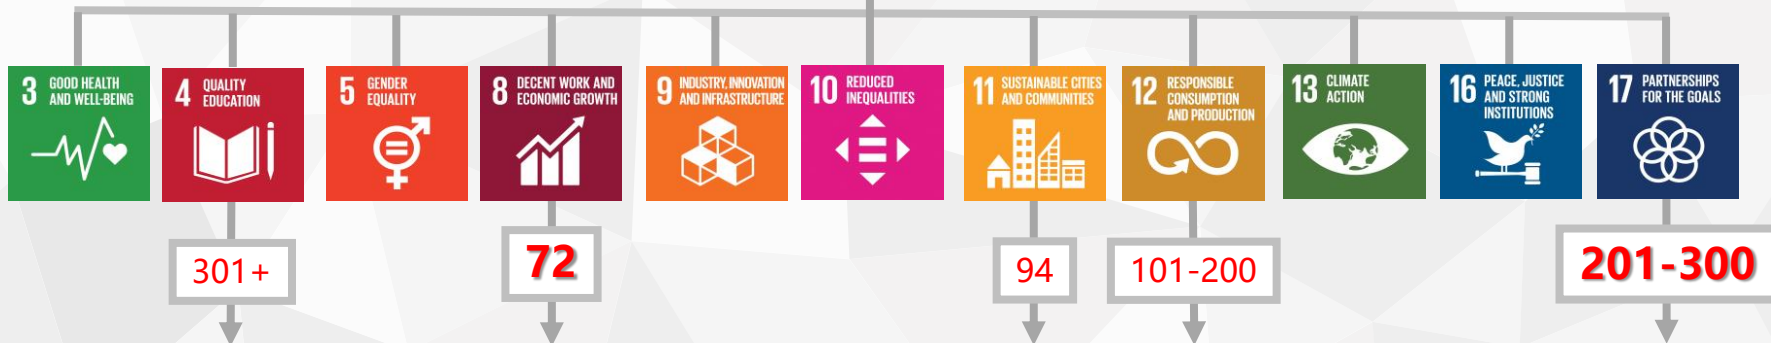 3 GOOD HEALTH
AND WELL-BEING
4 QUALITY
EDUCATION
5 GENDER
EQUALITY
8 DECENT WORK AND
ECONOMIC GROWTH
9 INDUSTRY, INNOVATION
AND INFRASTRUCTURE
10 REDUCED
INEQUALITIES
11 SUSTAINABLE CITIES
AND COMMUNITIES
12 RESPONSIBLE
CONSUMPTION
AND PRODUCTION
13 CLIMATE
ACTION
16 PEACE, JUSTICE
AND STRONG
INSTITUTIONS
17 PARTNERSHIPS
FOR THE GOALS
301+
72
94
101-200
201-300